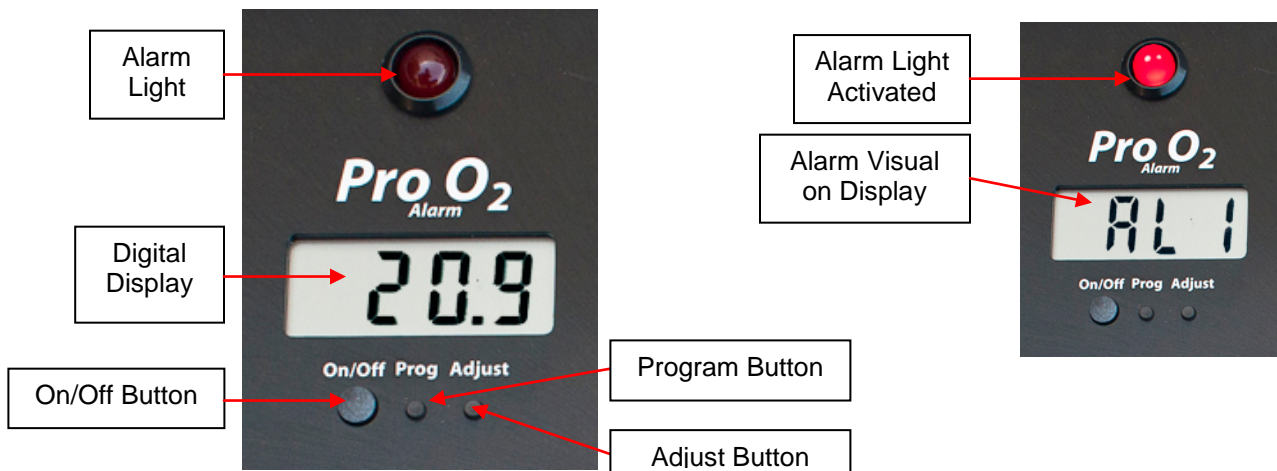 Alarm
Light
Pro O2
Alarm
Digital
Display
20.9
On/Off Prog Adjust
On/Off Button
Program Button
Adjust Button
Alarm Light
Activated
Alarm Visual
on Display
Pro O2
Alarm
AL 1
On/Off Prog Adjust